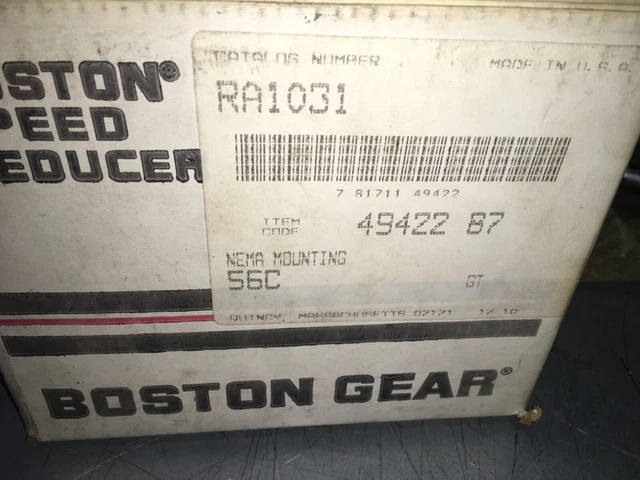 CATALOG NUMBER MADE IN U.S.A.
RA1031
OSTON®
PEED
EDUCER
7 81711 49422
ITEM CODE 49422 87
NEMA MOUNTING
56C GT
QUINCY, MASSACHUSETTS 02171
BOSTON GEAR®